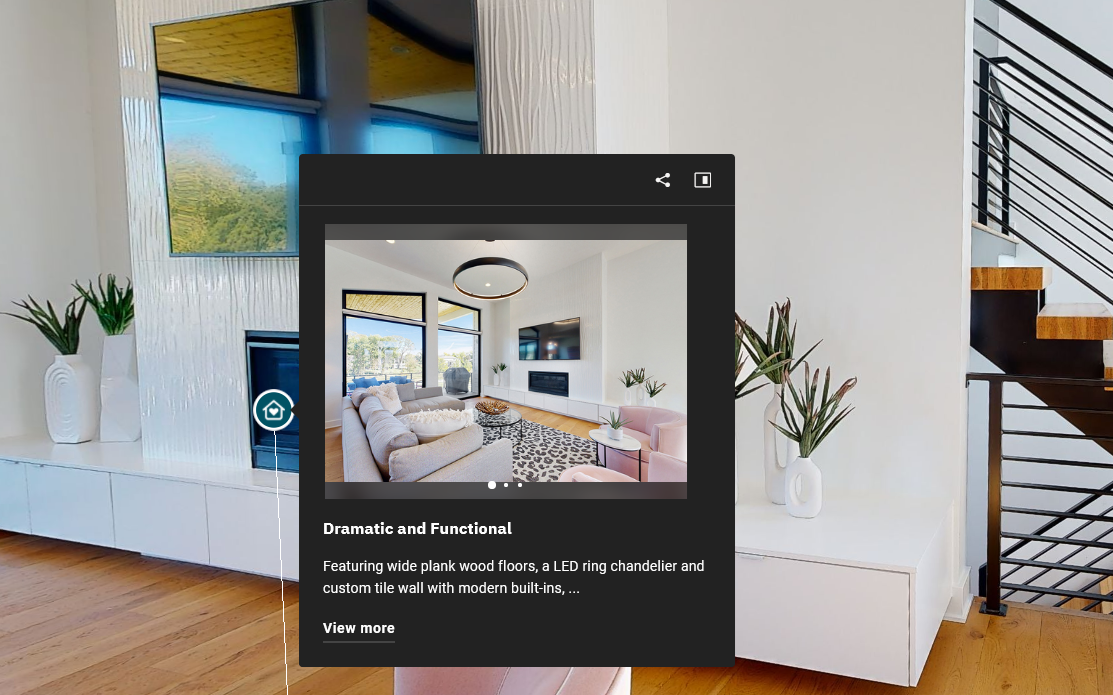 Dramatic and Functional
Featuring wide plank wood floors, a LED ring chandelier and
custom tile wall with modern built-ins, ...
View more